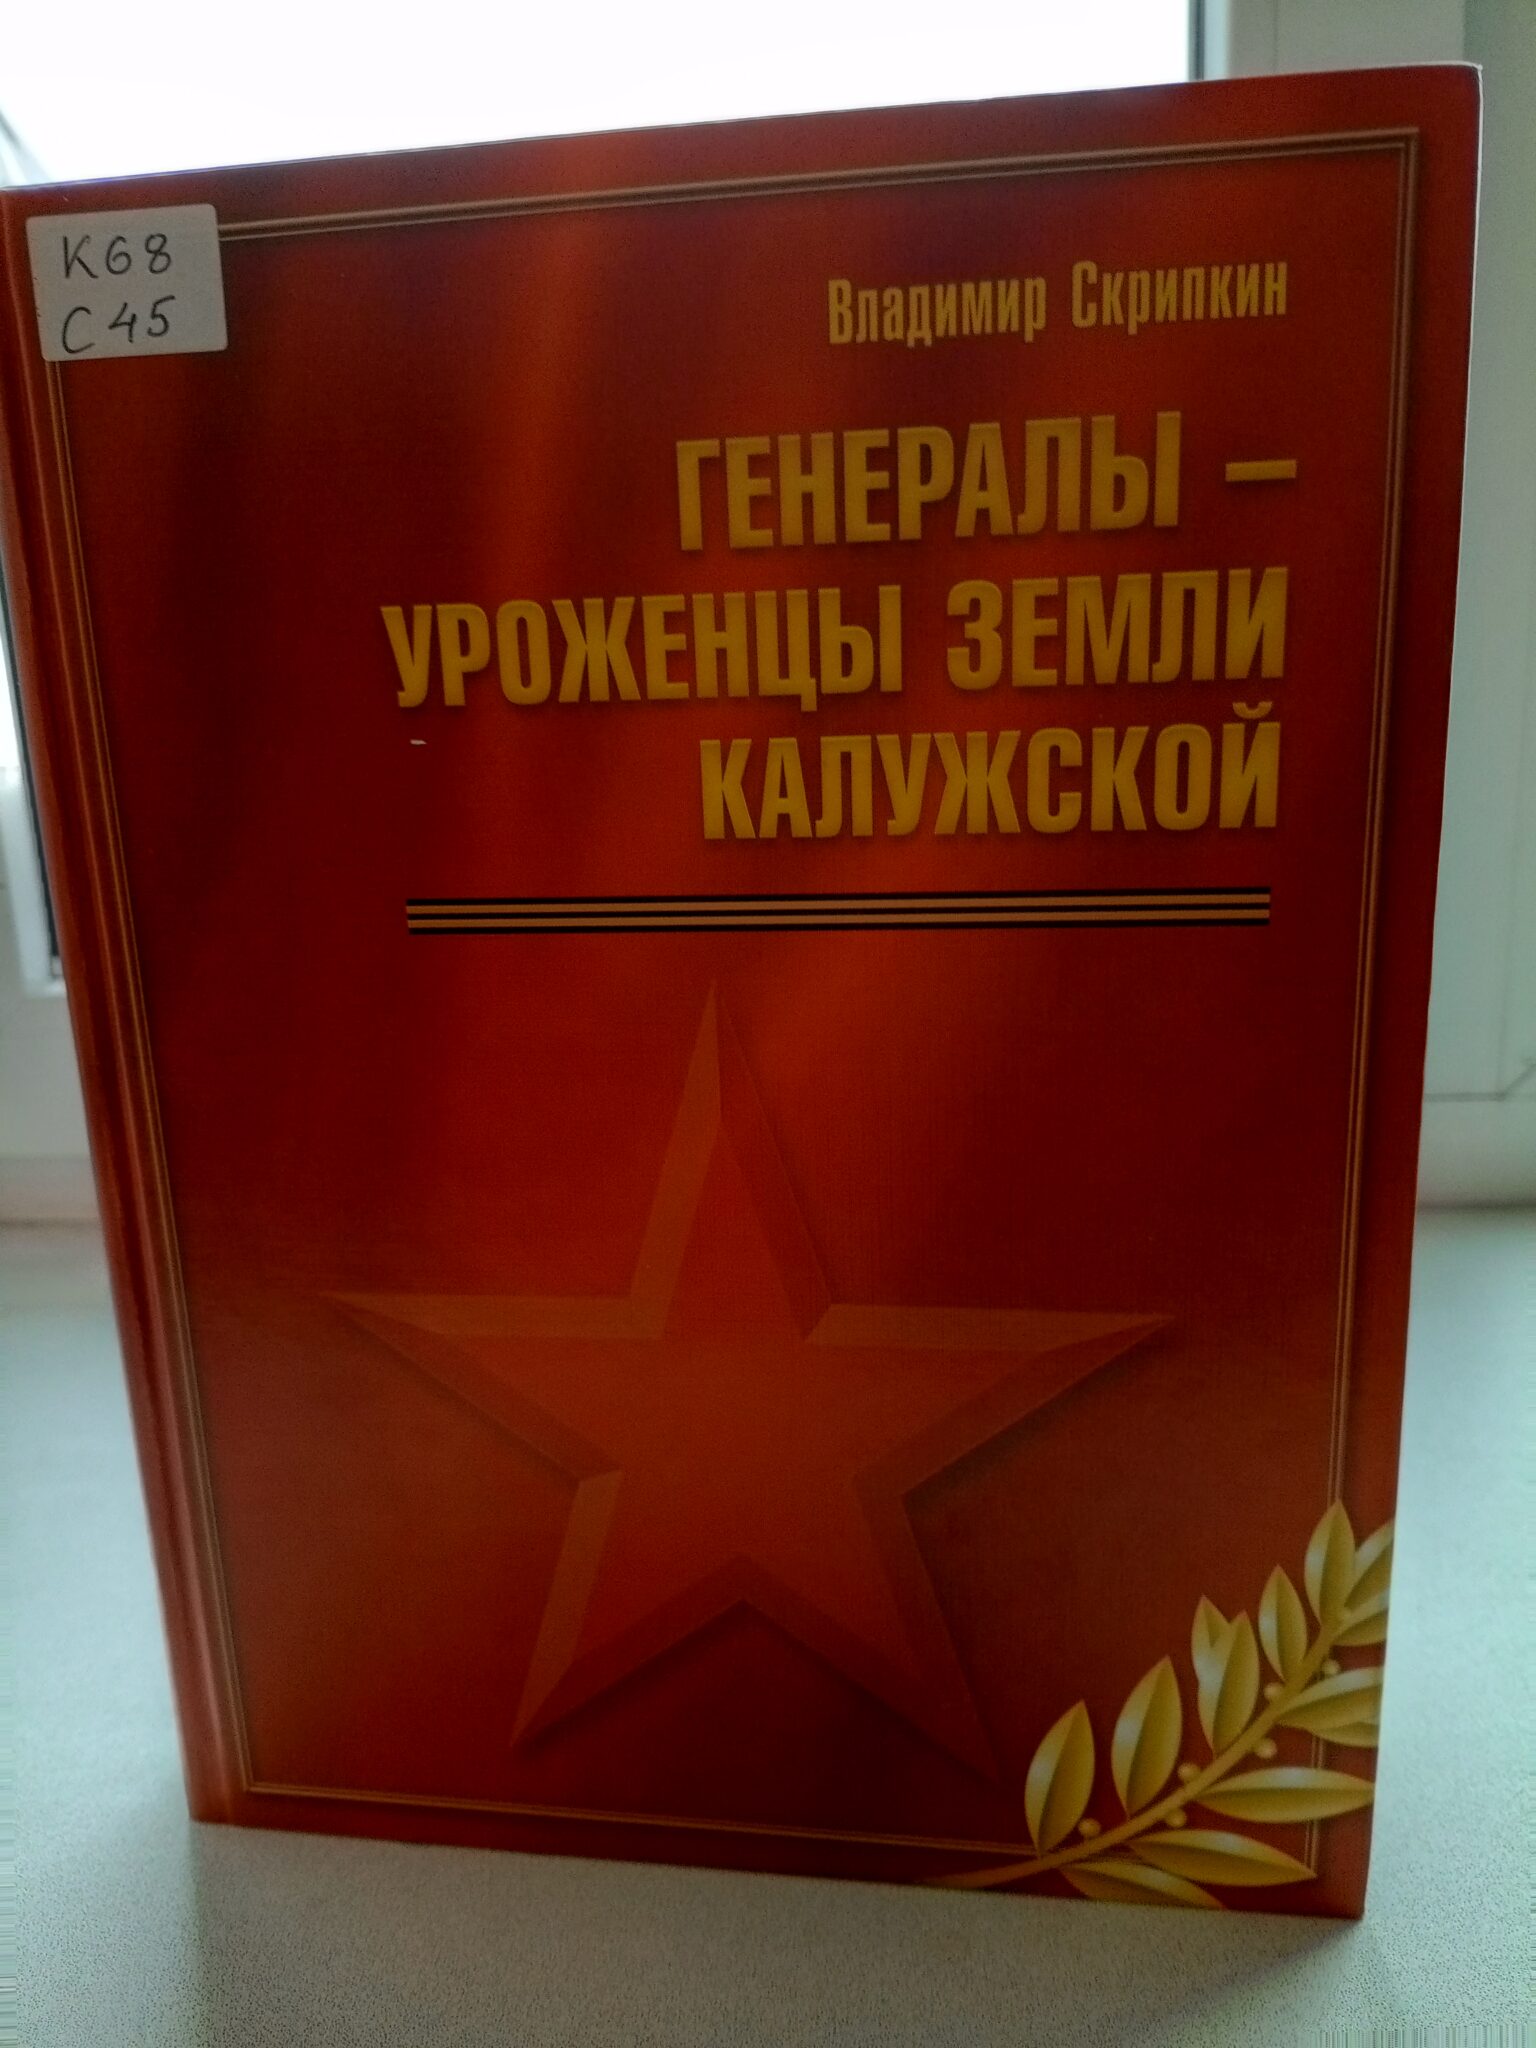 К68
С45
Владимир Скрипкин
ГЕНЕРАЛЫ –
УРОЖЕНЦЫ ЗЕМЛИ
КАЛУЖСКОЙ